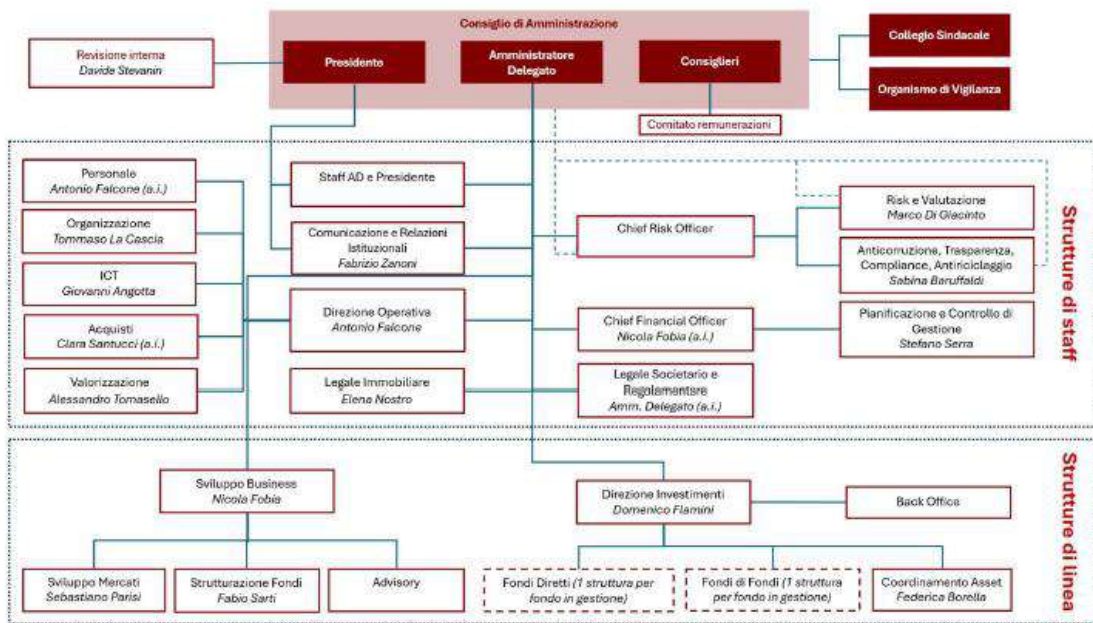 Consiglio di Amministrazione
Revisione interna
Davide Stevanin
Presidente
Amministratore
Delegato
Consiglieri
Collegio Sindacale
Organismo di Vigilanza
Comitato remunerazioni
Personale
Antonio Falcone (a.i.)
Organizzazione
Tommaso La Cascia
ICT
Giovanni Angotta
Acquisti
Clara Santucci (a.i.)
Valorizzazione
Alessandro Tomasello
Staff AD e Presidente
Comunicazione e Relazioni
Istituzionali
Fabrizio Zanoni
Direzione Operativa
Antonio Falcone
Legale Immobiliare
Elena Nostro
Chief Risk Officer
Chief Financial Officer
Nicola Fobia (a.i.)
Legale Societario e
Regolamentare
Amm. Delegato (a.i.)
Risk e Valutazione
Marco Di Giacinto
Anticorruzione, Trasparenza,
Compliance, Antiriciclaggio
Sabina Baruffaldi
Pianificazione e Controllo di
Gestione
Stefano Serra
Strutture di staff
Sviluppo Business
Nicola Fobia
Direzione Investimenti
Domenico Flamini
Back Office
Sviluppo Mercati
Sebastiano Parisi
Strutturazione Fondi
Fabio Sarti
Advisory
Fondi Diretti (1 struttura per
fondo in gestione)
Fondi di Fondi (1 struttura
per fondo in gestione)
Coordinamento Asset
Federica Borella
Strutture di linea